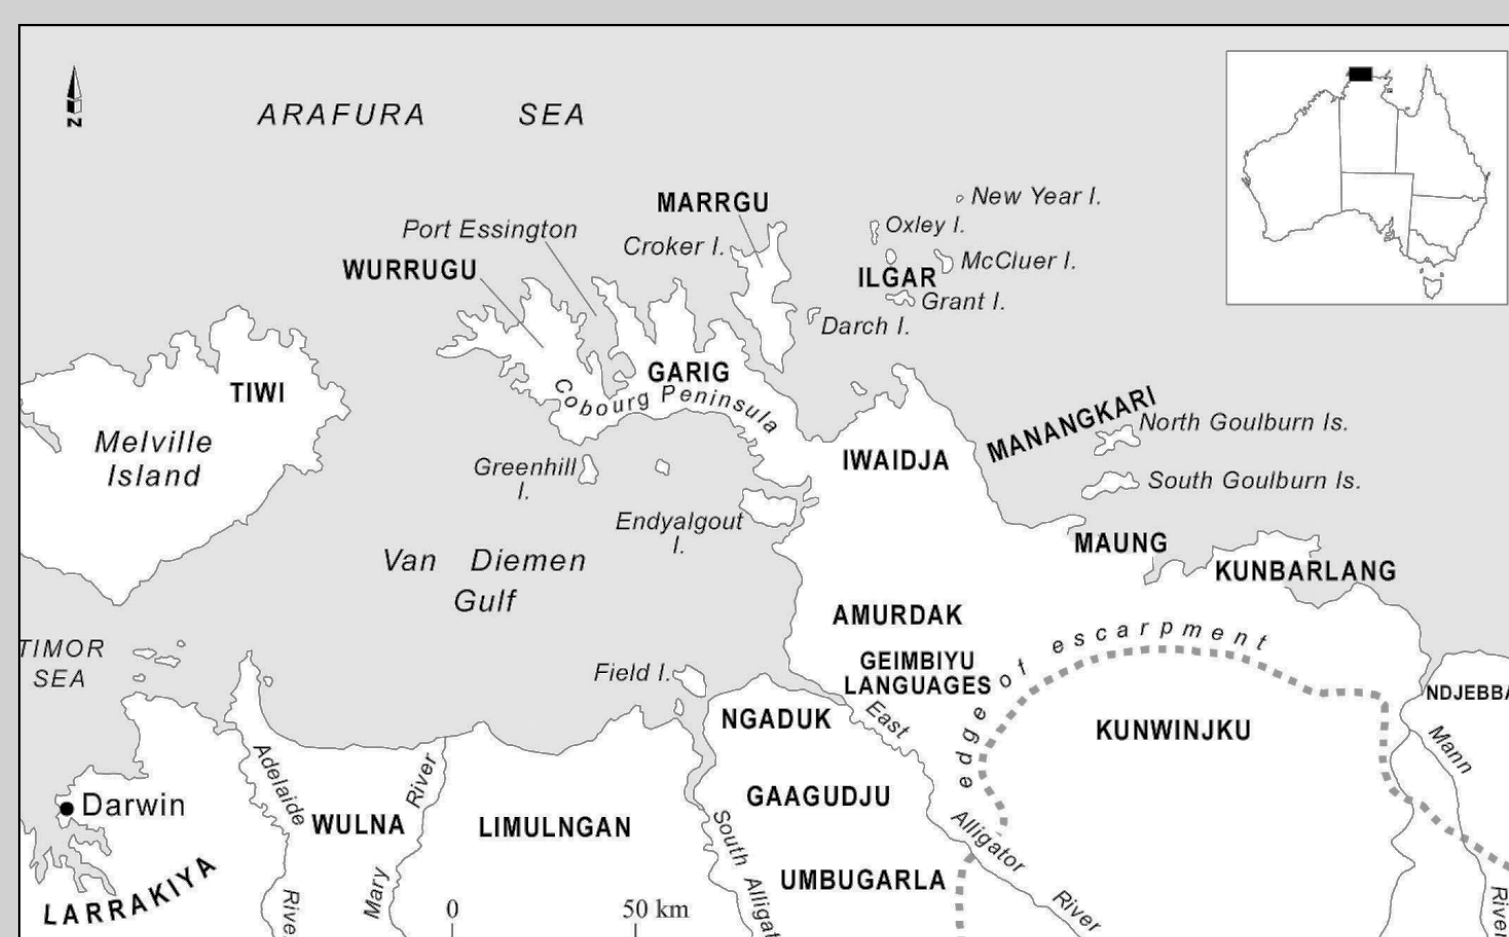 N
ARAFURA SEA
New Year I.
MARRGU
Oxley I.
Port Essington
Croker I.
McCluer I.
WURRUGU
ILGAR
Grant I.
Darch I.
GARIG
TIWI
Cobourg Peninsula
MANANGKARI
North Goulburn Is.
Melville
Island
IWAIDJA
Greenhill
I.
South Goulburn Is.
Endyalgout
I.
MAUNG
Van Diemen
Gulf
KUNBARLANG
AMURDAK
edge of escarpment
TIMOR
SEA
GEIMBIYU
LANGUAGES
Field I.
NDJEBBA
NGADUK
East
Alligator
River
KUNWINJKU
Mann
River
Adelaide
Rive
River
Mary
GAAGUDJU
Darwin
WULNA
LIMULNGAN
South Alligat
UMBUGARLA
LARRAKIYA
0 50 km